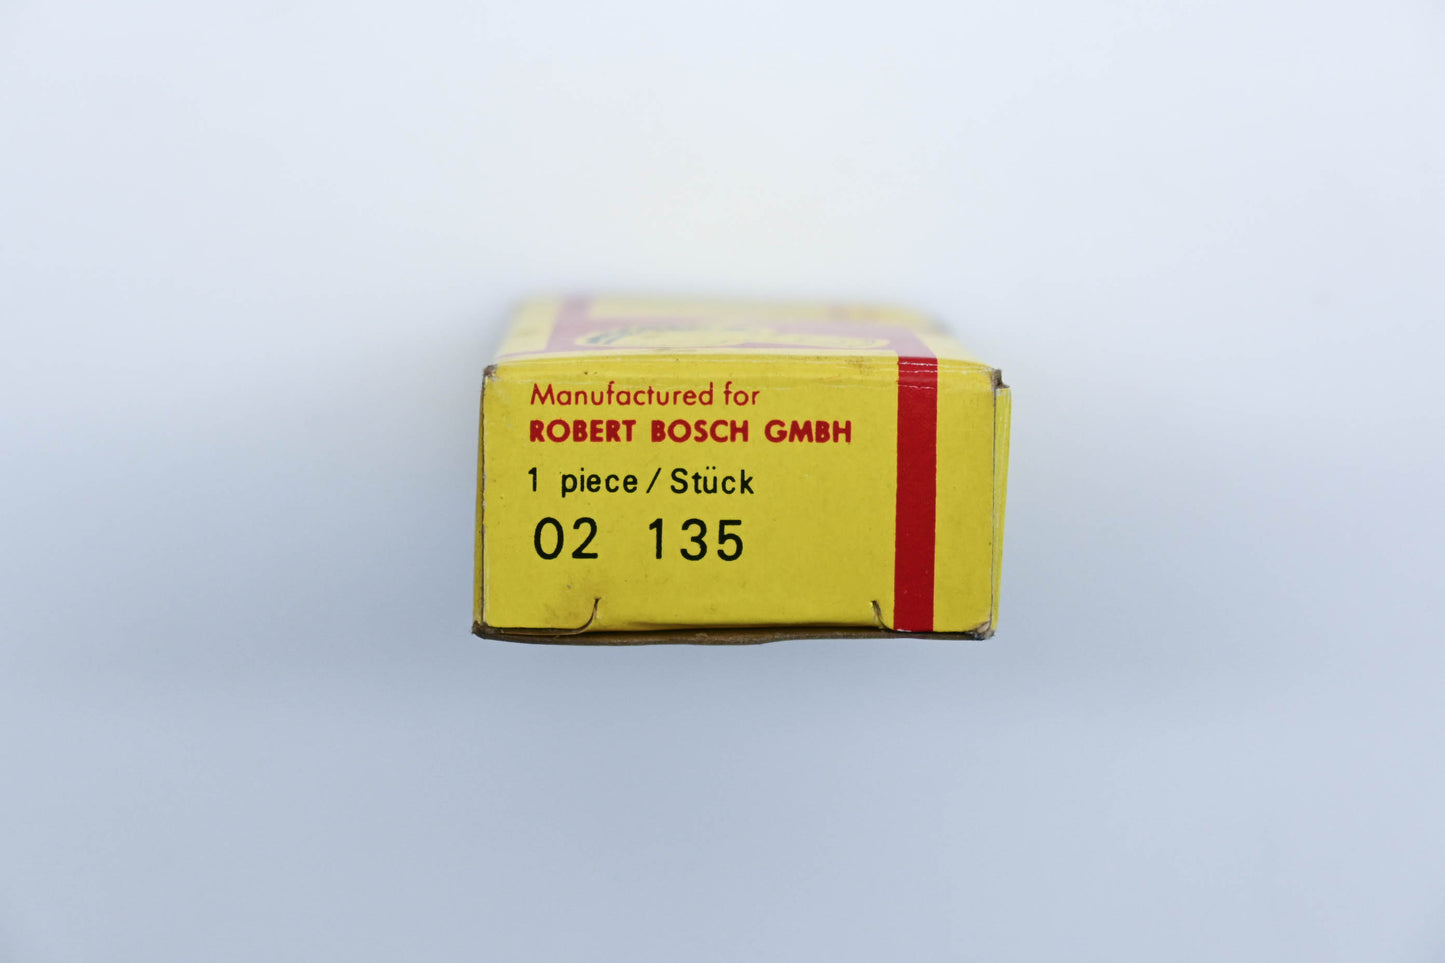 Manufactured for
ROBERT BOSCH GMBH
1 piece / Stück
02 135